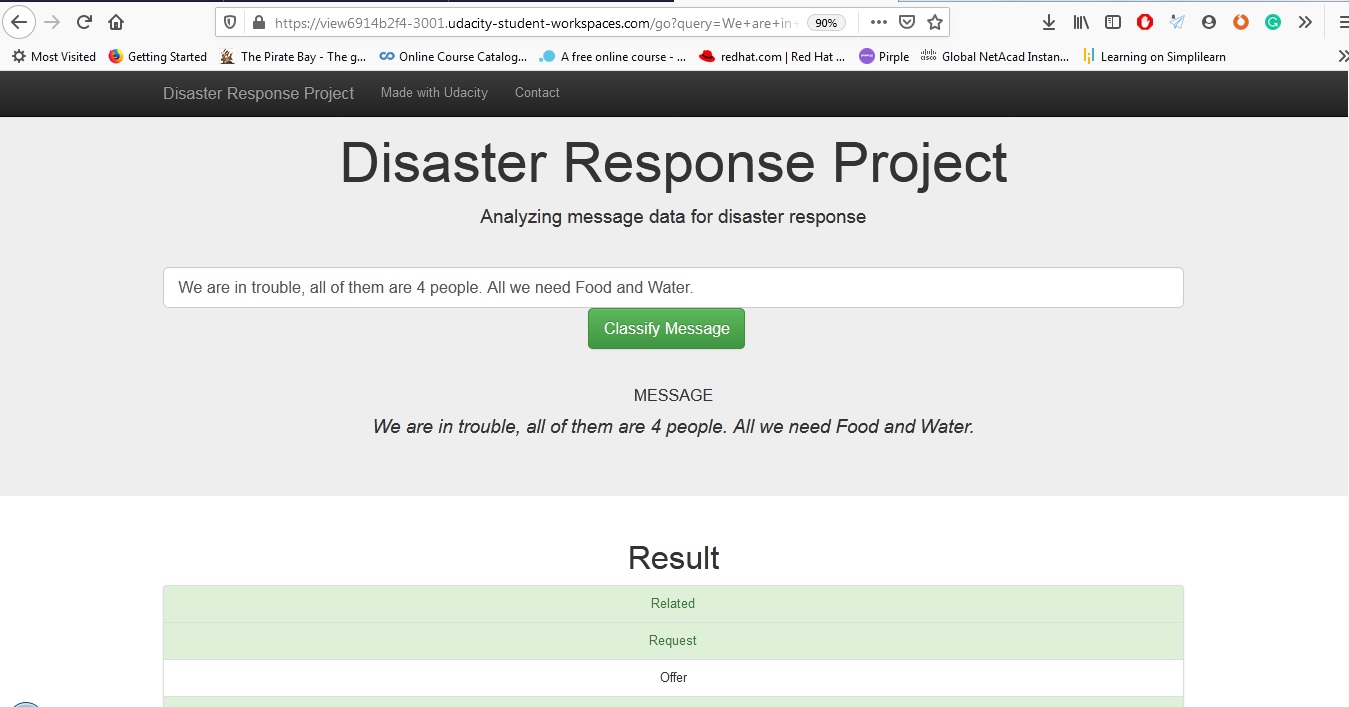 https://view6914b2f4-3001.udacity-student-workspaces.com/go?query=We+are+in+ 90%
Most Visited Getting Started The Pirate Bay - The g... Online Course Catalog... A free online course - ... redhat.com | Red Hat ... Pirple Global NetAcad Instan... Learning on Simplilearn
Disaster Response Project Made with Udacity Contact
Disaster Response Project
Analyzing message data for disaster response
We are in trouble, all of them are 4 people. All we need Food and Water.
Classify Message
MESSAGE
We are in trouble, all of them are 4 people. All we need Food and Water.
Result
Related
Request
Offer